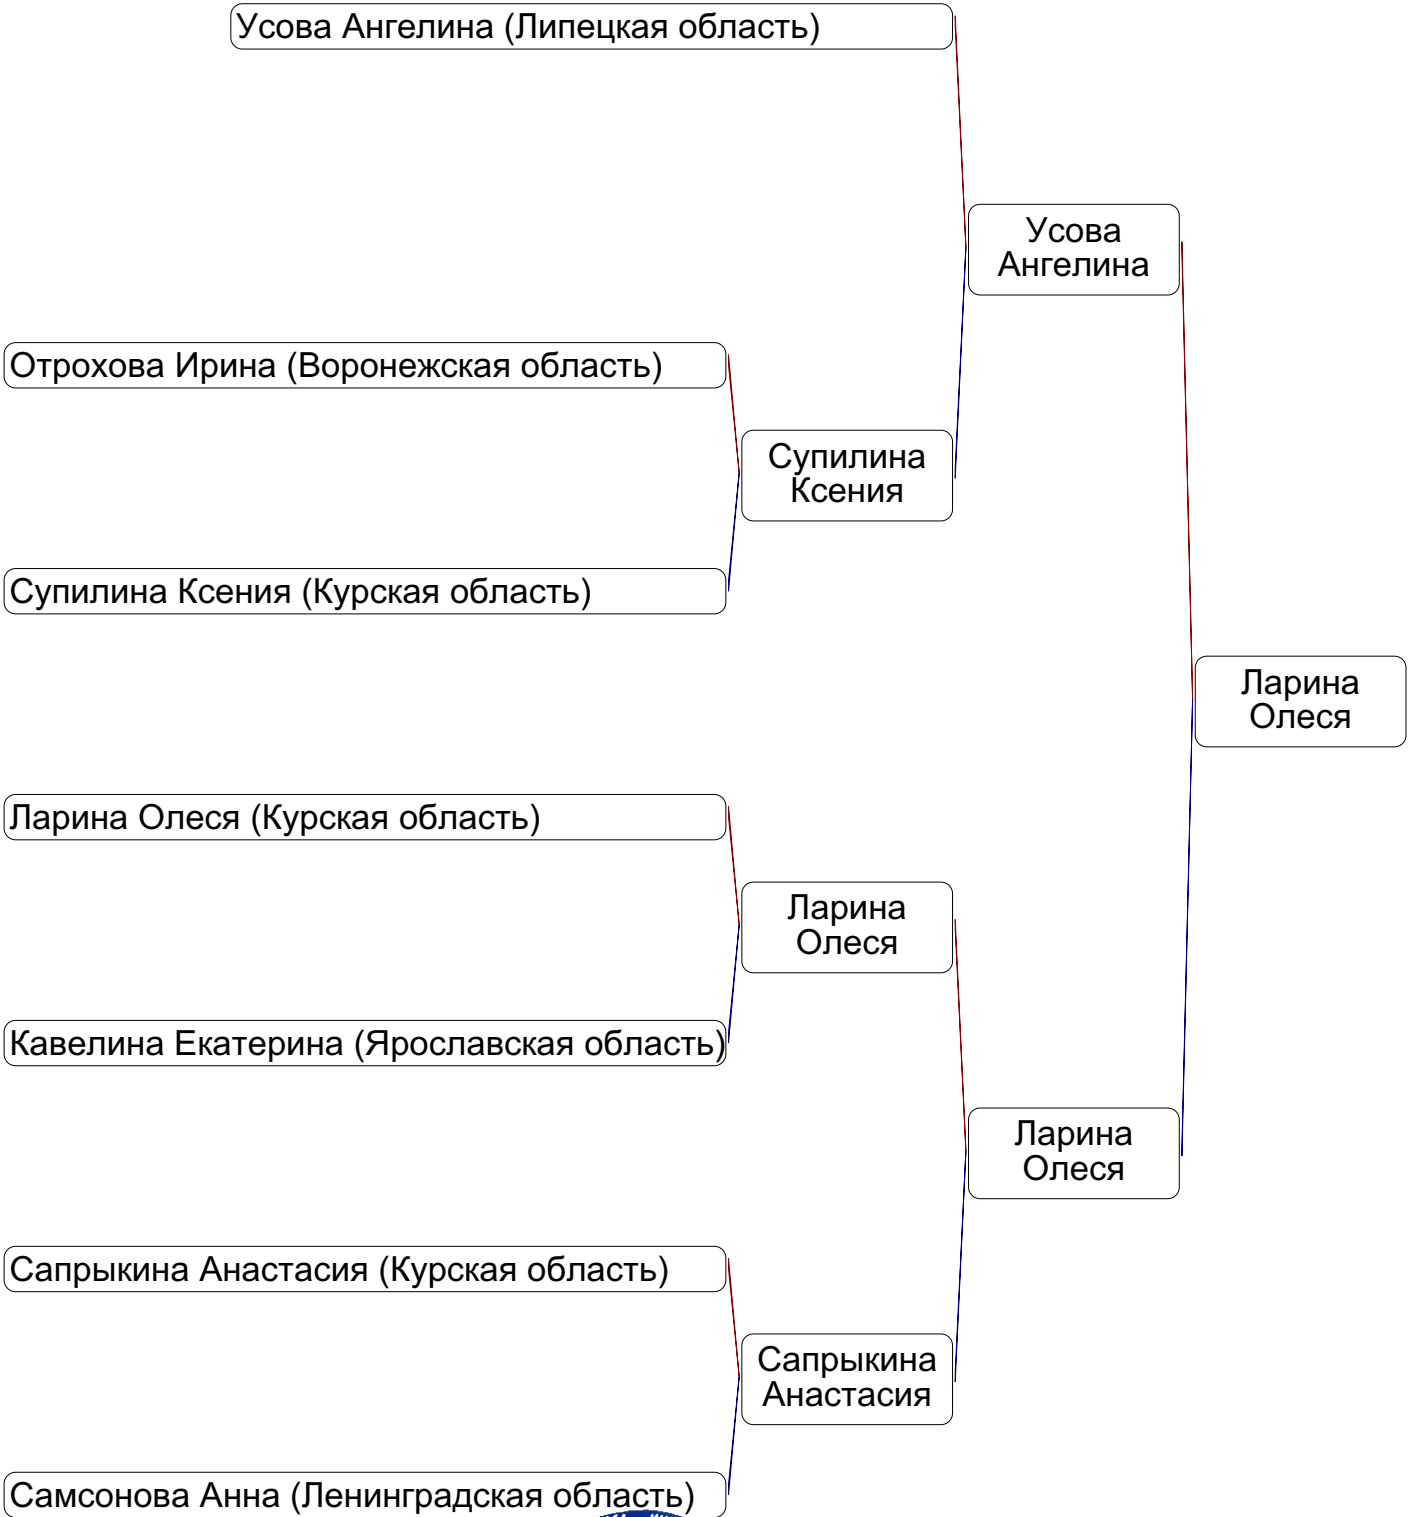 Усова Ангелина (Липецкая область)
Усова
Ангелина
Отрохова Ирина (Воронежская область)
Супилина
Ксения
Супилина Ксения (Курская область)
Ларина
Олеся
Ларина Олеся (Курская область)
Ларина
Олеся
Кавелина Екатерина (Ярославская область)
Ларина
Олеся
Сапрыкина Анастасия (Курская область)
Сапрыкина
Анастасия
Самсонова Анна (Ленинградская область)